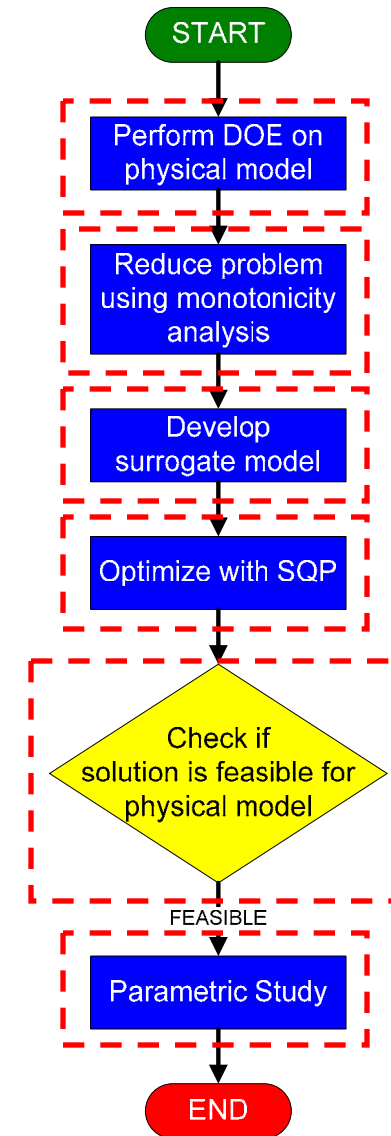 START
Perform DOE on
physical model
Reduce problem
using monotonicity
analysis
Develop
surrogate model
Optimize with SQP
Check if
solution is feasible for
physical model
FEASIBLE
Parametric Study
END